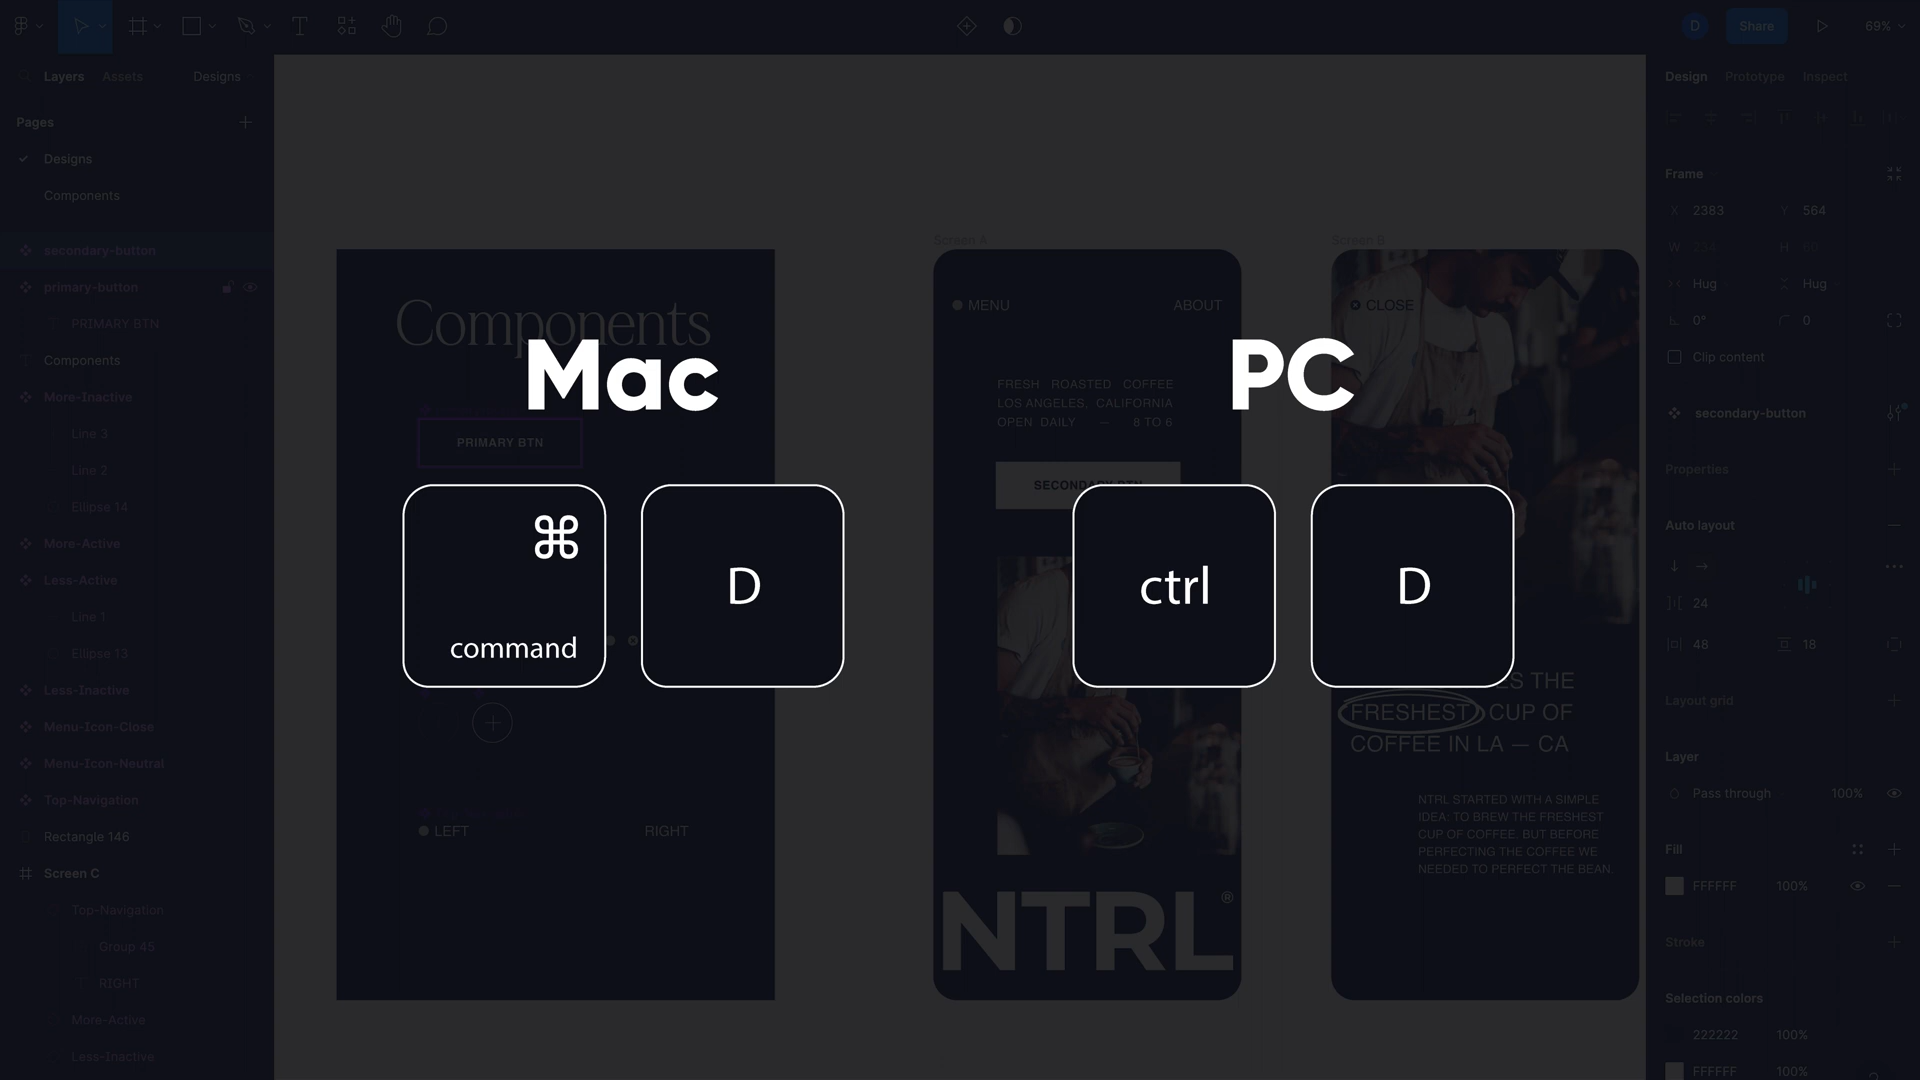 D
Share
69%
Layers
Assets
Designs
Design
Prototype
Inspect
Pages
Designs
Components
secondary-button
primary-button
PRIMARY BTN
Components
More-Inactive
Line 3
Line 2
Ellipse 14
More-Active
Less-Active
Line 1
Ellipse 13
Less-Inactive
Menu-Icon-Close
Menu-Icon-Neutral
Top-Navigation
Rectangle 146
Screen C
Top-Navigation
Group 45
RIGHT
More-Active
Less-Inactive
Components
Mac
PRIMARY BTN
⌘
command
D
LEFT
RIGHT
Screen A
MENU
ABOUT
FRESH ROASTED COFFEE
LOS ANGELES, CALIFORNIA
OPEN DAILY — 8 TO 6
NTRL®
Screen B
CLOSE
PC
ctrl
D
ES THE
FRESHEST CUP OF
COFFEE IN LA — CA
NTRL STARTED WITH A SIMPLE
IDEA: TO BREW THE FRESHEST
CUP OF COFFEE, BUT BEFORE
PERFECTING THE COFFEE WE
NEEDED TO PERFECT THE BEAN.
Frame
X 2383
Y 564
W 224
H 60
Hug
Hug
0°
0
Clip content
secondary-button
Properties
Auto layout
24
48
18
Layout grid
Layer
Pass through
100%
Fill
FFFFFF
100%
Stroke
Selection colors
222222
100%
FFFFFF
100%